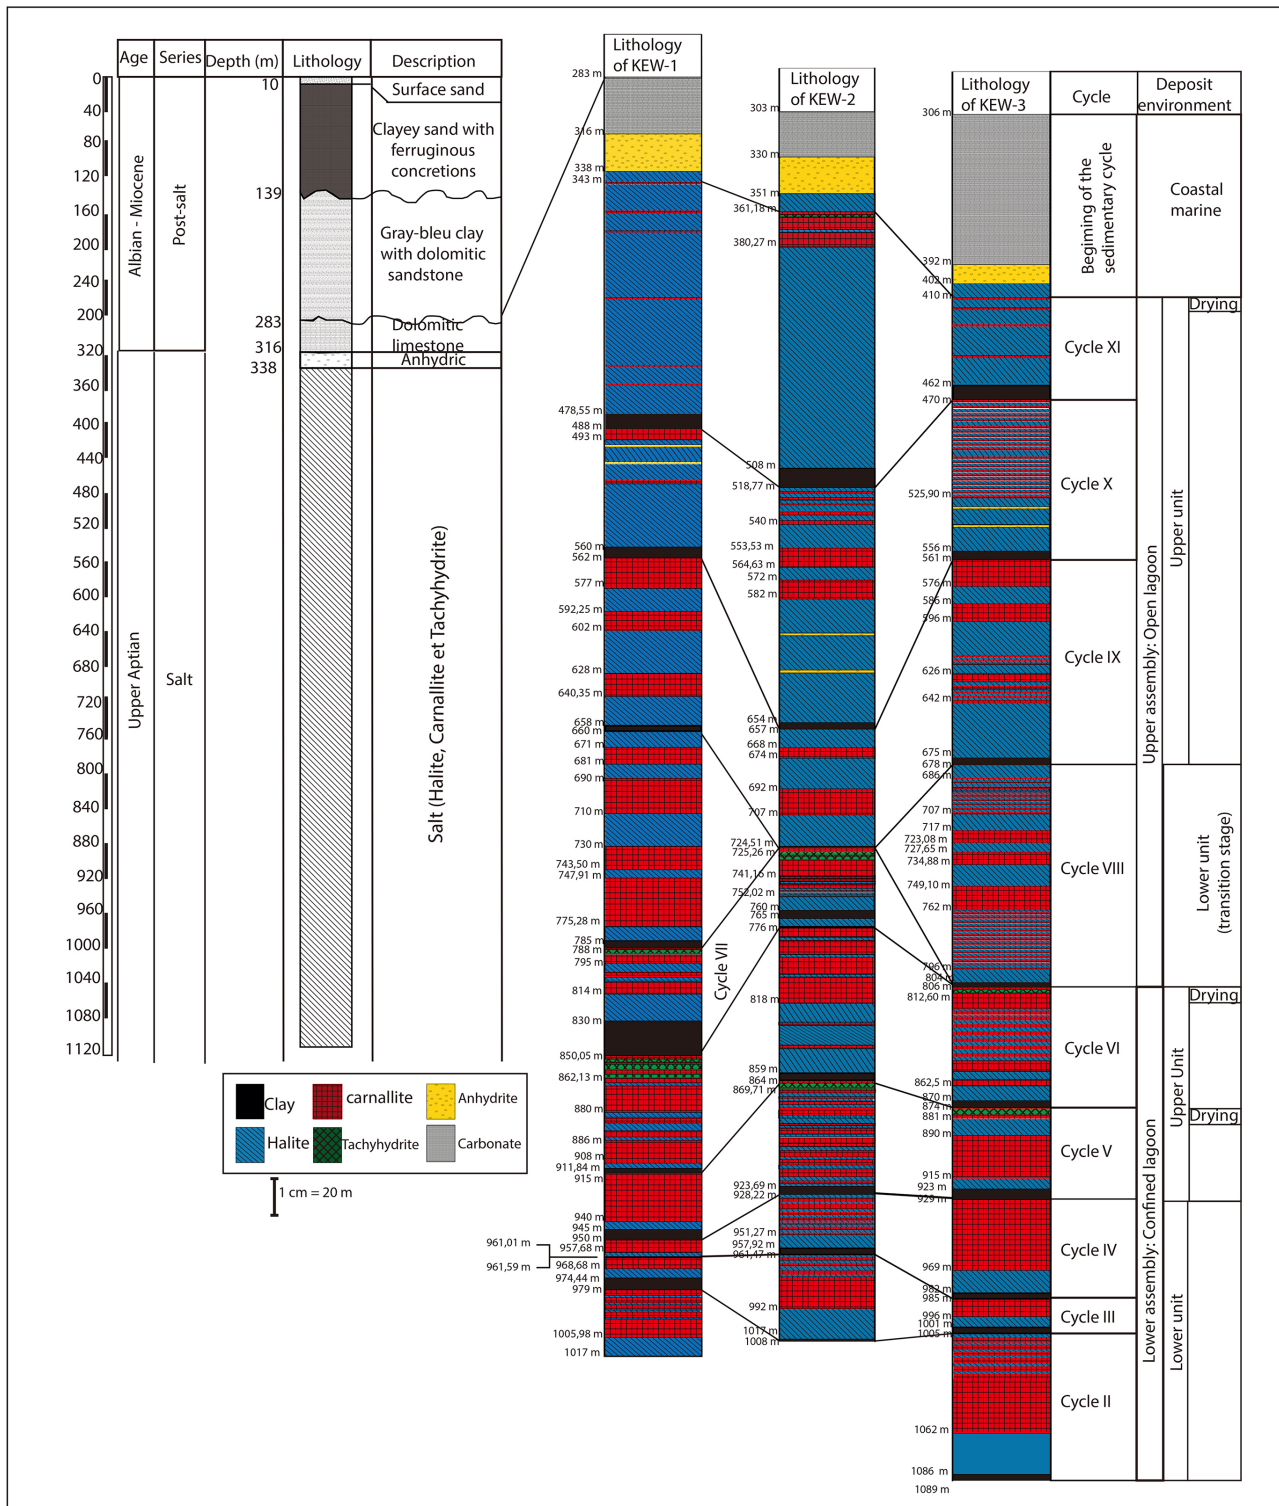 Age
Series
Depth (m)
Lithology
Description
0
40
80
120
160
200
240
280
200
320
360
400
440
480
520
560
600
640
680
720
760
800
840
880
920
960
1000
1040
1080
1120
Albian - Miocene
Post-salt
Upper Aptian
Salt
10
139
283
316
338
Surface sand
Clayey sand with
ferruginous
concretions
Gray-bleu clay
with dolomitic
sandstone
Dolomitic
limestone
Anhydric
Salt (Halite, Carnallite et Tachyhydrite)
Clay
carnallite
Anhydrite
Halite
Tachyhydrite
Carbonate
1 cm = 20 m
Lithology
of KEW-1
283 m
316 m
338 m
343 m
478,55 m
488 m
493 m
560 m
562 m
577 m
592,25 m
602 m
628 m
640,35 m
658 m
660 m
671 m
681 m
690 m
710 m
730 m
743,50 m
747,91 m
775,28 m
785 m
788 m
795 m
814 m
830 m
850,05 m
862,13 m
880 m
886 m
908 m
911,84 m
915 m
940 m
945 m
950 m
957,68 m
961,01 m
961,59 m
968,68 m
974,44 m
979 m
1005,98 m
1017 m
Cycle VII
Lithology
of KEW-2
303 m
330 m
351 m
361,18 m
380,27 m
508 m
518,77 m
540 m
553,53 m
564,63 m
572 m
582 m
654 m
657 m
668 m
674 m
692 m
707 m
724,51 m
725,26 m
741,16 m
752,02 m
760 m
765 m
776 m
818 m
859 m
864 m
869,71 m
923,69 m
928,22 m
951,27 m
957,92 m
961,47 m
992 m
1017 m
1008 m
Lithology
of KEW-3
306 m
392 m
402 m
410 m
462 m
470 m
525,90 m
556 m
561 m
576 m
586 m
596 m
626 m
642 m
675 m
678 m
686 m
707 m
717 m
723,08 m
727,65 m
734,88 m
749,10 m
762 m
796 m
804 m
806 m
812,60 m
862,5 m
870 m
874 m
881 m
890 m
915 m
923 m
929 m
969 m
982 m
985 m
996 m
1001 m
1005 m
1062 m
1086 m
1089 m
Cycle
Begiming of the
sedimentary cycle
Cycle XI
Cycle X
Cycle IX
Cycle VIII
Cycle VI
Cycle V
Cycle IV
Cycle III
Cycle II
Deposit
environment
Coastal
marine
Drying
Upper unit
Upper assembly: Open lagoon
Lower unit
(transition stage)
Drying
Upper Unit
Drying
Lower assembly: Confined lagoon
Lower unit